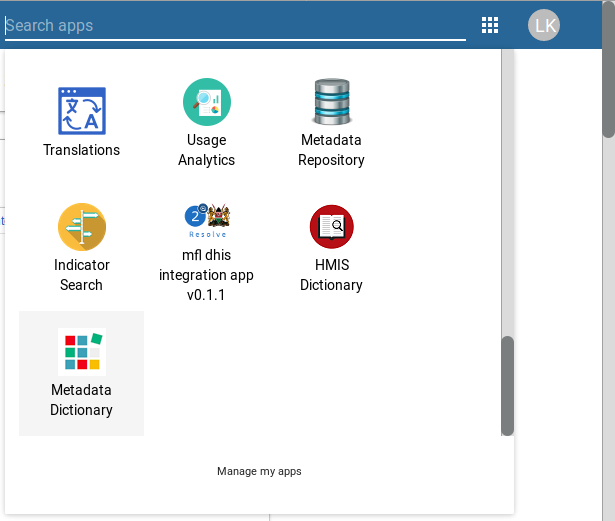 Search apps
LK
Translations
Usage
Analytics
Metadata
Repository
Indicator
Search
2
Resolve
mfl dhis
integration app
v0.1.1
HMIS
Dictionary
Metadata
Dictionary
Manage my apps